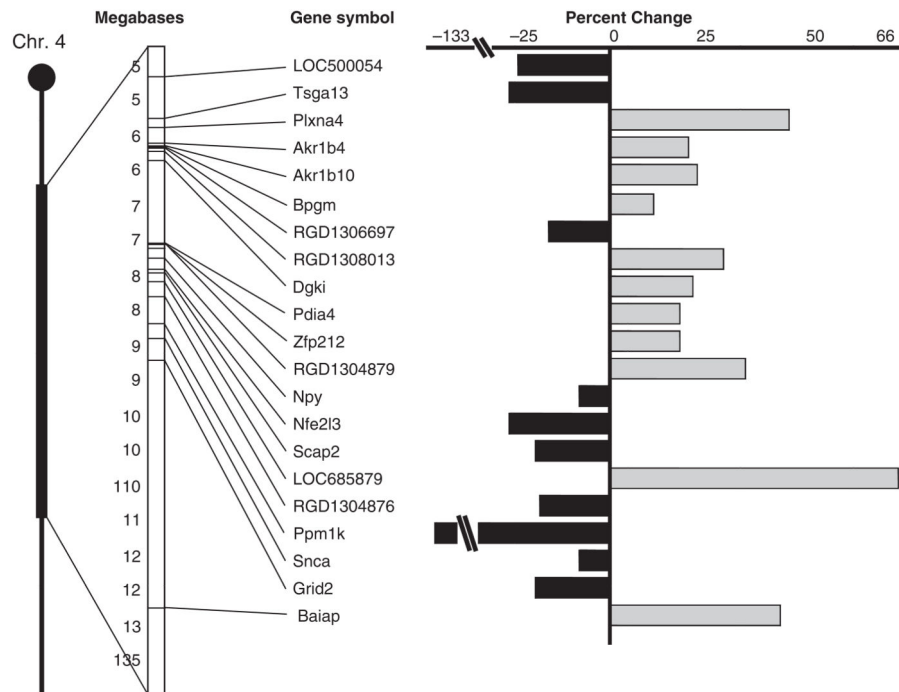 Megabases Gene symbol Percent Change
Chr. 4
−133 −25 0 25 50 66
5 LOC500054
5 Tsga13
6 Plxna4
Akr1b4
6 Akr1b10
7 Bpgm
7 RGD1306697
8 RGD1308013
8 Dgki
9 Pdia4
9 Zfp212
10 RGD1304879
10 Npy
110 Nfe2l3
11 Scap2
12 LOC685879
12 RGD1304876
13 Ppm1k
135 Snca
Grid2
Baiap